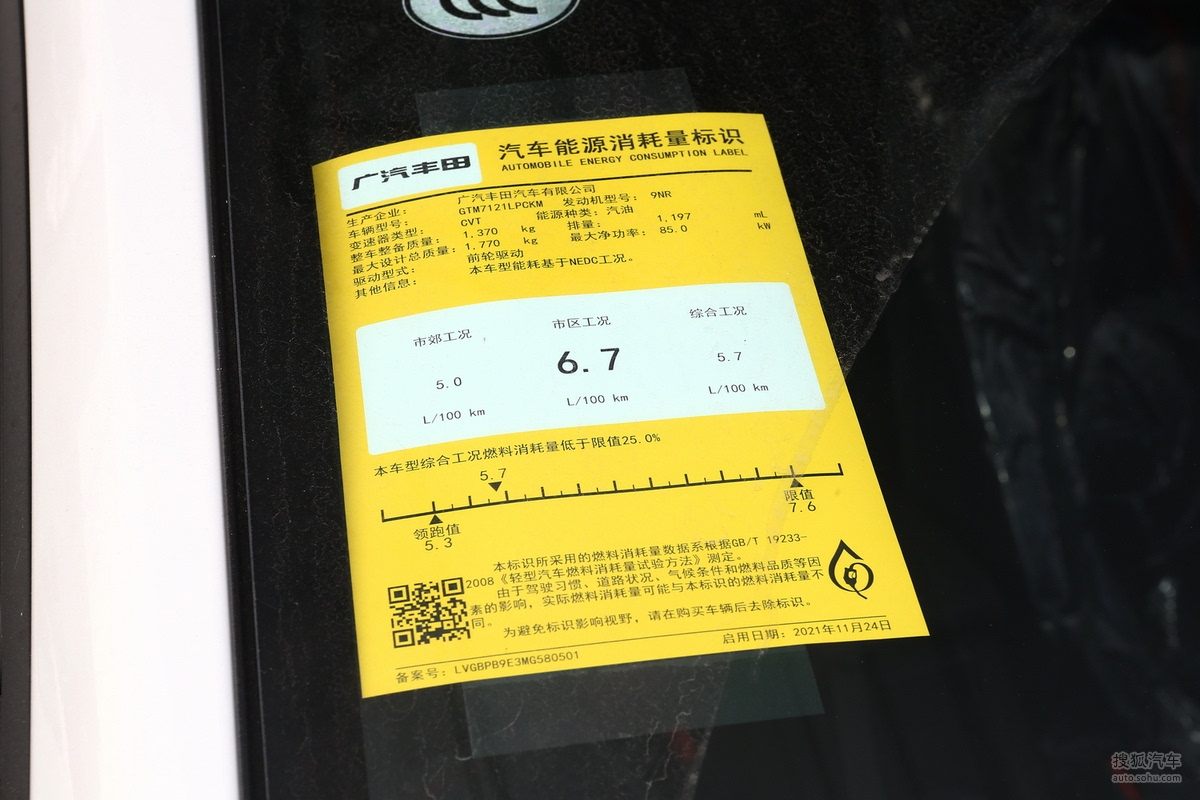 广汽丰田
汽车能源消耗量标识
AUTOMOBILE ENERGY CONSUMPTION LABEL
生产企业: 广汽丰田汽车有限公司
车辆型号: GTM7121LPCKM 发动机型号: 9NR
变速器类型: CVT 能源种类: 汽油
整车整备质量: 1,370 kg 排量: 1,197 mL
最大设计总质量: 1,770 kg 最大净功率: 85.0 kW
驱动型式: 前轮驱动
其他信息: 本车型能耗基于NEDC工况。
市郊工况 市区工况 综合工况
5.0 6.7 5.7
L/100 km L/100 km L/100 km
本车型综合工况燃料消耗量低于限值25.0%
5.7
领跑值 限值
5.3 7.6
本标识所采用的燃料消耗量数据系根据GB/T 19233-
2008《轻型汽车燃料消耗量试验方法》测定。
由于驾驶习惯、道路状况、气候条件和燃料品质等因
素的影响，实际燃料消耗量可能与本标识的燃料消耗量不
同。
为避免标识影响视野，请在购买车辆后去除标识。
备案号: LVGBPB9E3MG580501 启用日期: 2021年11月24日
搜狐汽车
auto.sohu.com